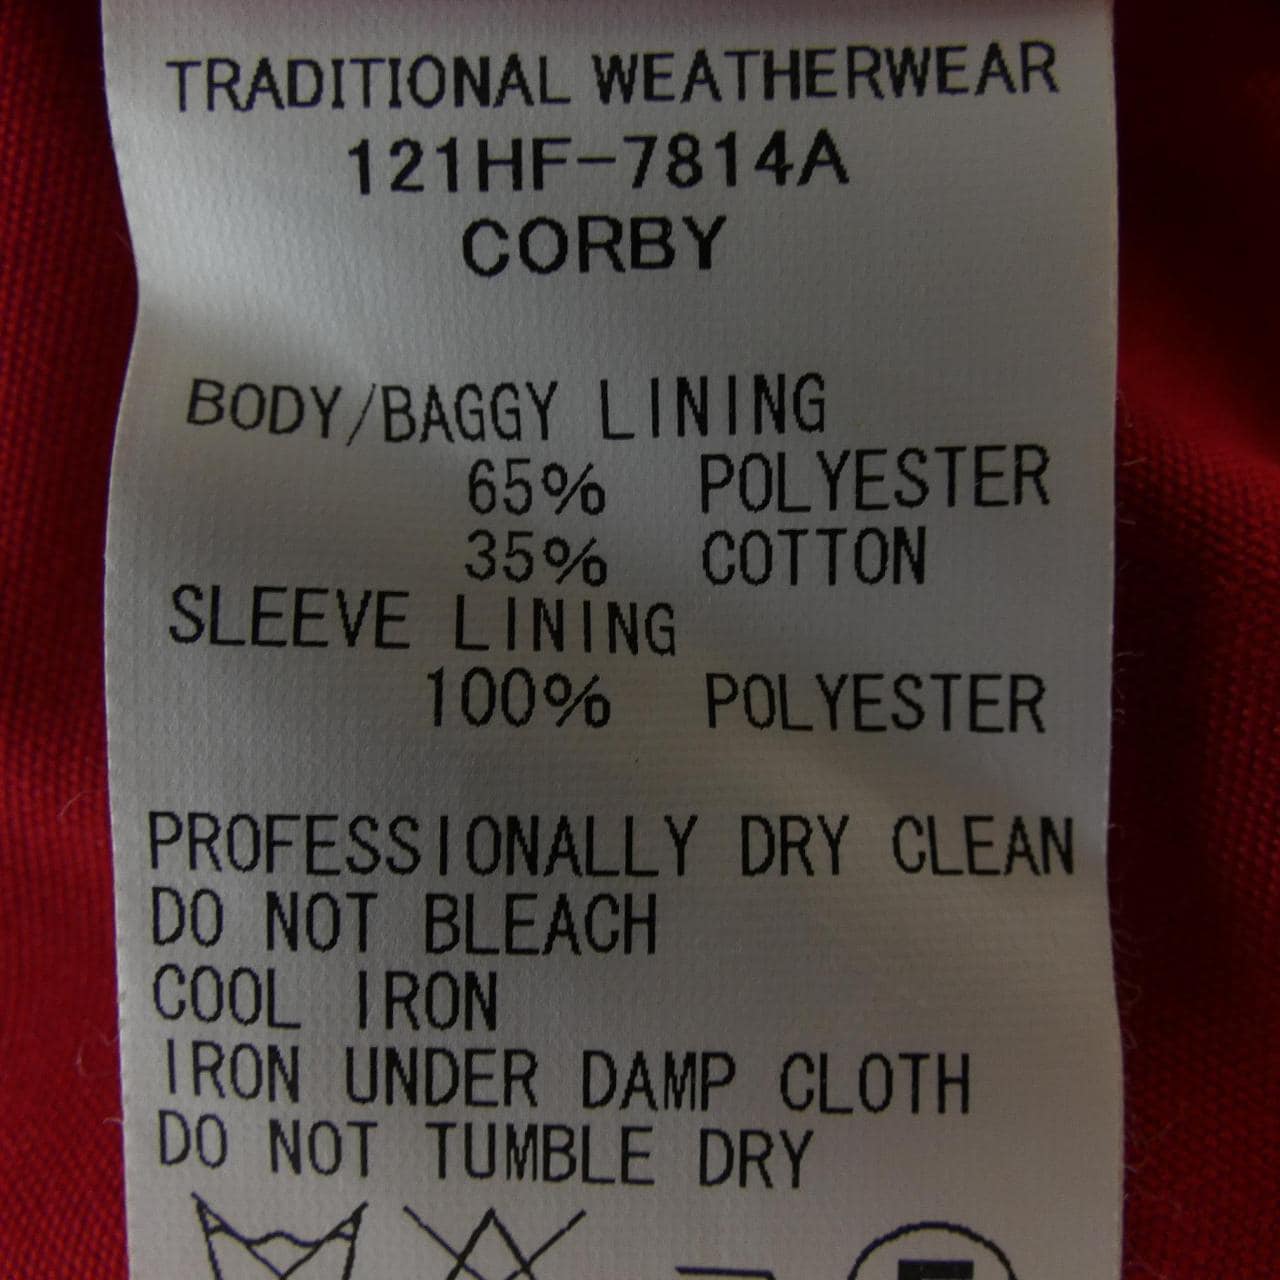 TRADITIONAL WEATHERWEAR
121HF-7814A
CORBY
BODY/BAGGY LINING
65% POLYESTER
35% COTTON
SLEEVE LINING
100% POLYESTER
PROFESSIONALLY DRY CLEAN
DO NOT BLEACH
COOL IRON
IRON UNDER DAMP CLOTH
DO NOT TUMBLE DRY